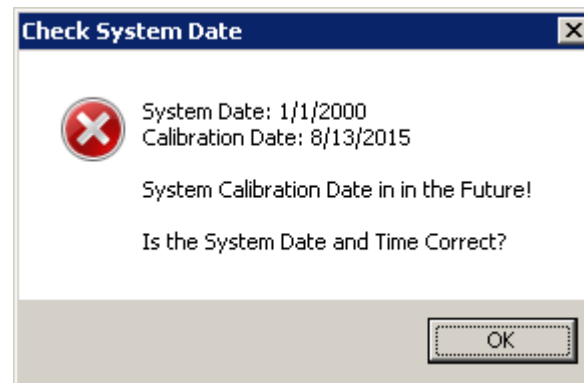 Check System Date
System Date: 1/1/2000
Calibration Date: 8/13/2015
System Calibration Date in in the Future!
Is the System Date and Time Correct?
OK